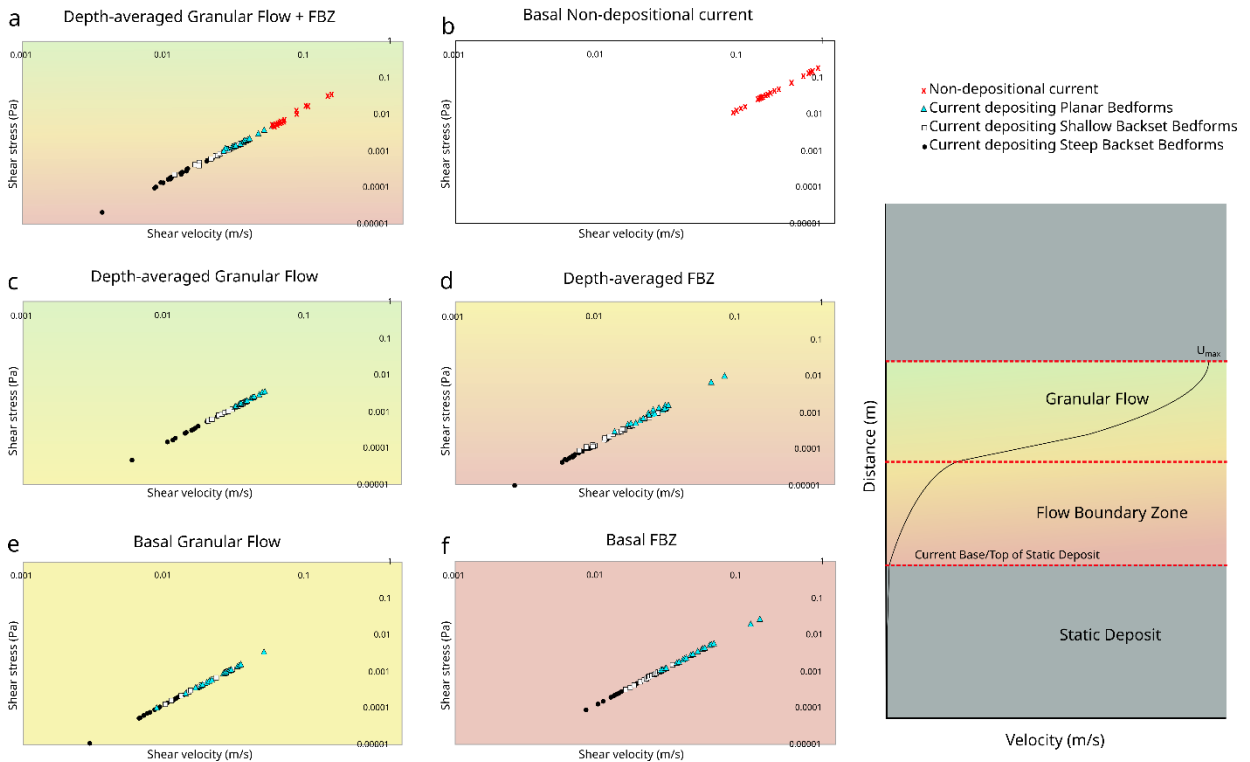 a
Depth-averaged Granular Flow + FBZ
0.001
0.01
0.1
1
0.1
0.01
0.001
0.0001
0.00001
Shear stress (Pa)
Shear velocity (m/s)
b
Basal Non-depositional current
0.001
0.01
0.1
1
0.1
0.01
0.001
0.0001
0.00001
Shear stress (Pa)
Shear velocity (m/s)
Non-depositional current
Current depositing Planar Bedforms
Current depositing Shallow Backset Bedforms
Current depositing Steep Backset Bedforms
c
Depth-averaged Granular Flow
0.001
0.01
0.1
1
0.1
0.01
0.001
0.0001
0.00001
Shear stress (Pa)
Shear velocity (m/s)
d
Depth-averaged FBZ
0.001
0.01
0.1
1
0.1
0.01
0.001
0.0001
0.00001
Shear stress (Pa)
Shear velocity (m/s)
e
Basal Granular Flow
0.001
0.01
0.1
1
0.1
0.01
0.001
0.0001
0.00001
Shear stress (Pa)
Shear velocity (m/s)
f
Basal FBZ
0.001
0.01
0.1
1
0.1
0.01
0.001
0.0001
0.00001
Shear stress (Pa)
Shear velocity (m/s)
Umax
Granular Flow
Flow Boundary Zone
Current Base/Top of Static Deposit
Static Deposit
Distance (m)
Velocity (m/s)